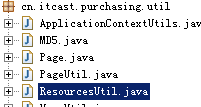 cn.itcast.purchasing.util
ApplicationContextUtils.jav
MD5.java
Page.java
PageUtil.java
ResourcesUtil.java